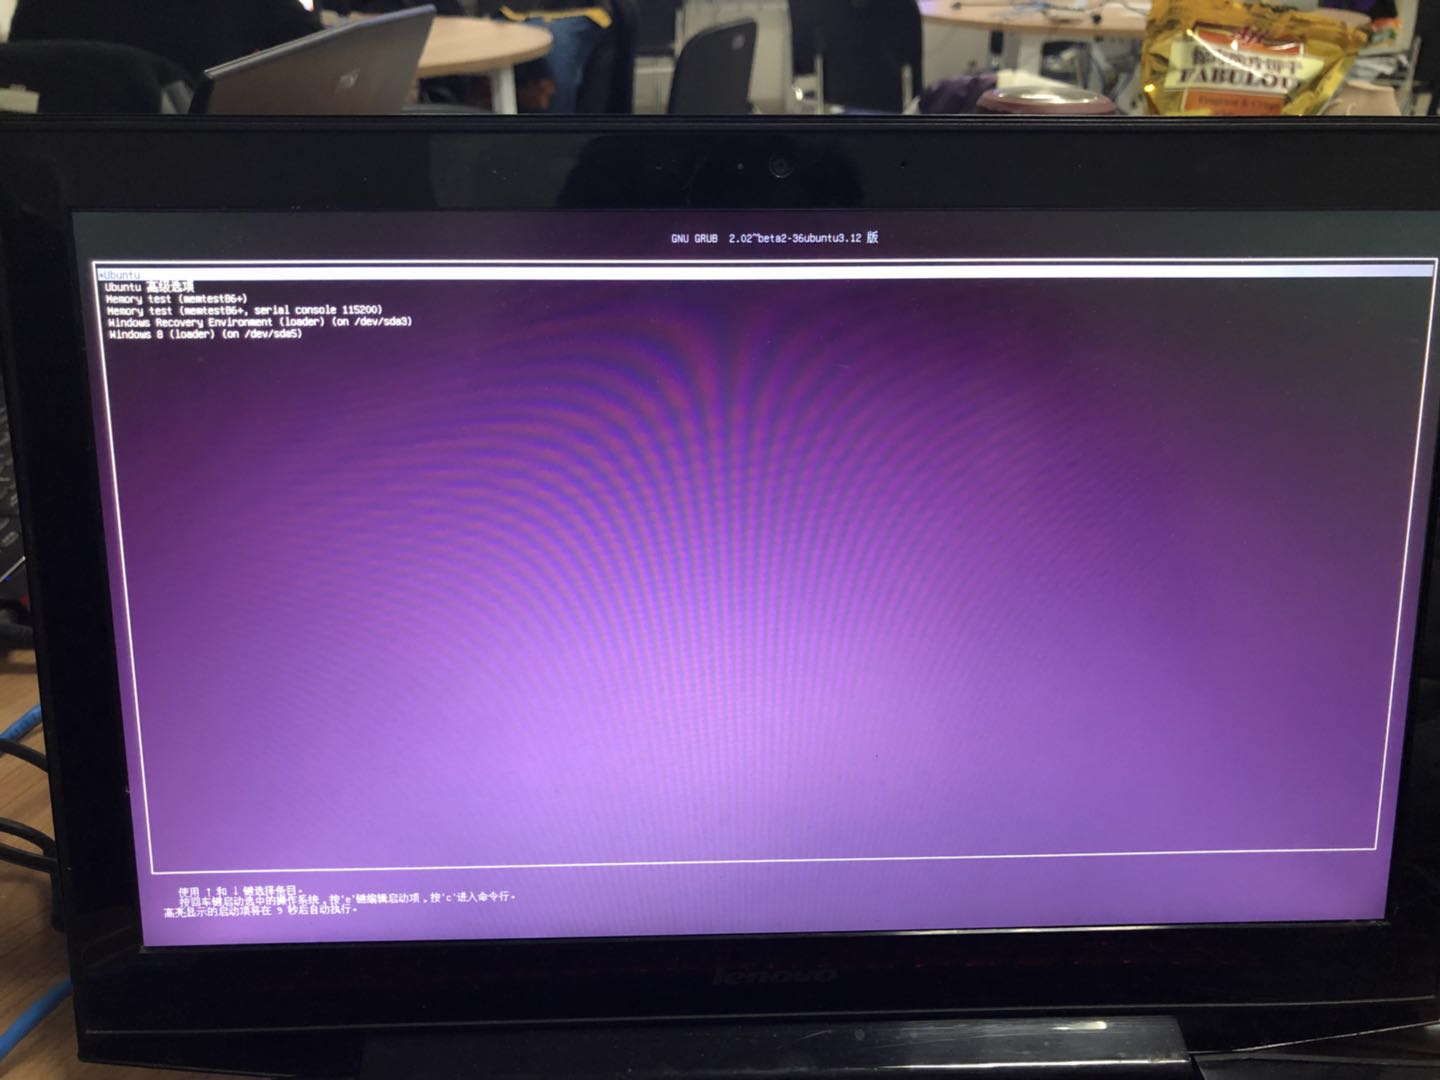 FABULOU
GNU GRUB  2.02~beta2-36ubuntu3.12 版
*Ubuntu
Ubuntu 高级选项
Memory test (memtest86+)
Memory test (memtest86+, serial console 115200)
Windows Recovery Environment (loader) (on /dev/sda3)
Windows 8 (loader) (on /dev/sda5)
使用 ↑ 和 ↓ 键选择条目。
按回车键启动选中的操作系统，按'e'键编辑启动项，按'c'进入命令行。
高亮显示的启动项将在 9 秒后自动执行。
lenovo